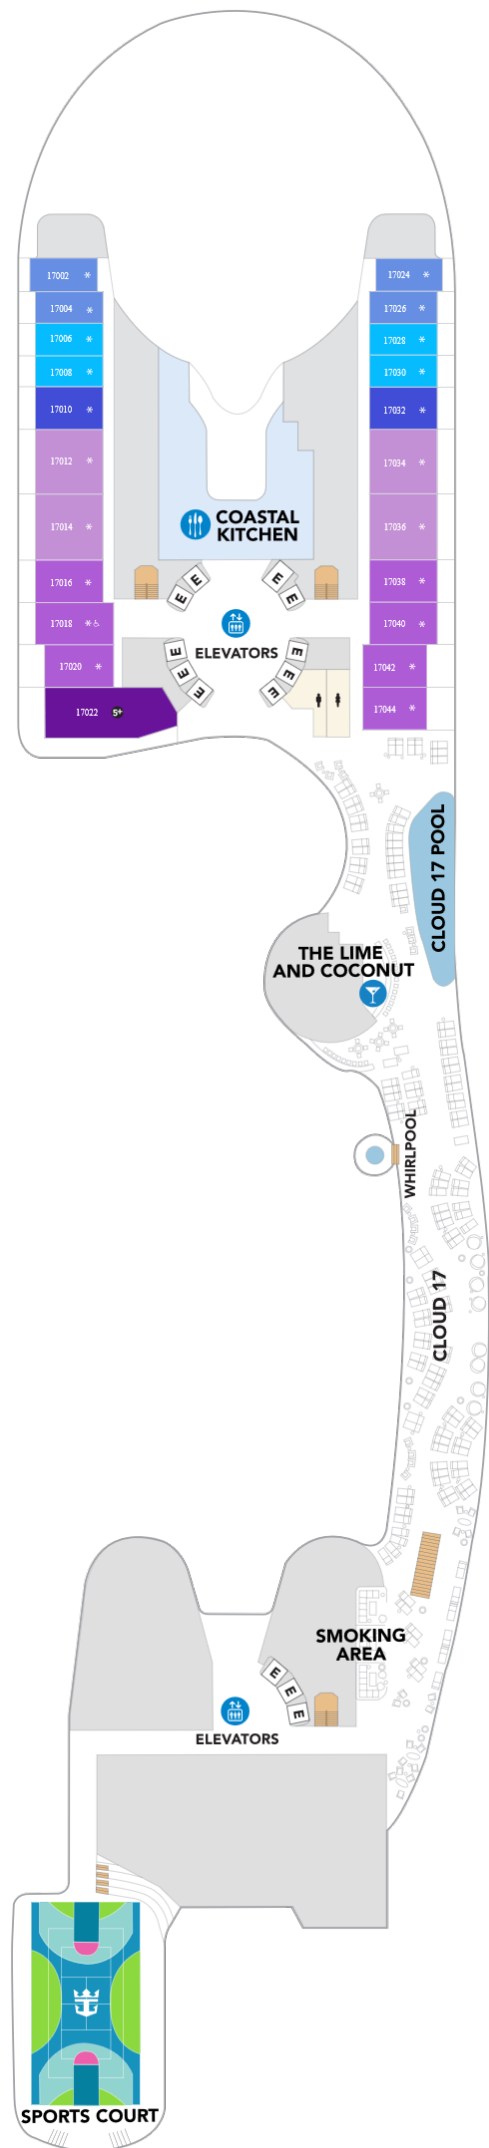 17002 *
17024 *
17004 *
17026 *
17006 *
17028 *
17008 *
17030 *
17010 *
17032 *
17012 *
17034 *
17014 *
17036 *
COASTAL
KITCHEN
17016 *
E E
E E
17038 *
17018 *
E
E
17040 *
ELEVATORS
17020 *
E E E
E E E
17042 *
17022 5+
17044 *
CLOUD 17 POOL
THE LIME
AND COCONUT
WHIRLPOOL
CLOUD 17
SMOKING
AREA
E E E
ELEVATORS
SPORTS COURT